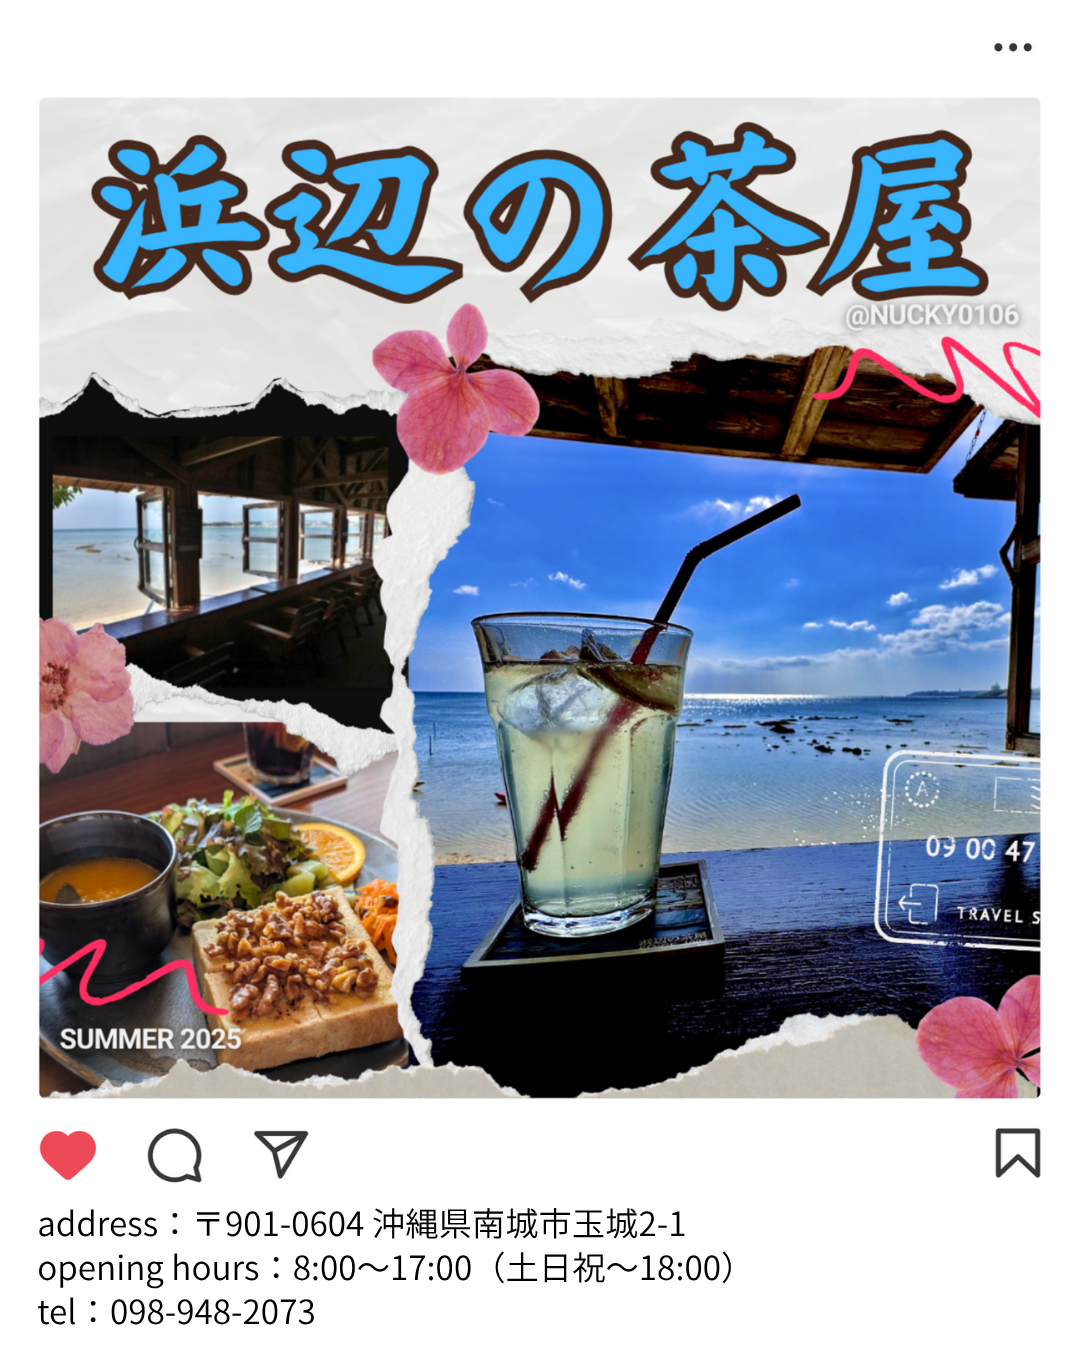 浜辺の茶屋
@NUCKY0106
A
09 00 47
TRAVEL S
SUMMER 2025
address：〒901-0604 沖縄県南城市玉城2-1
opening hours：8:00～17:00（土日祝～18:00）
tel：098-948-2073